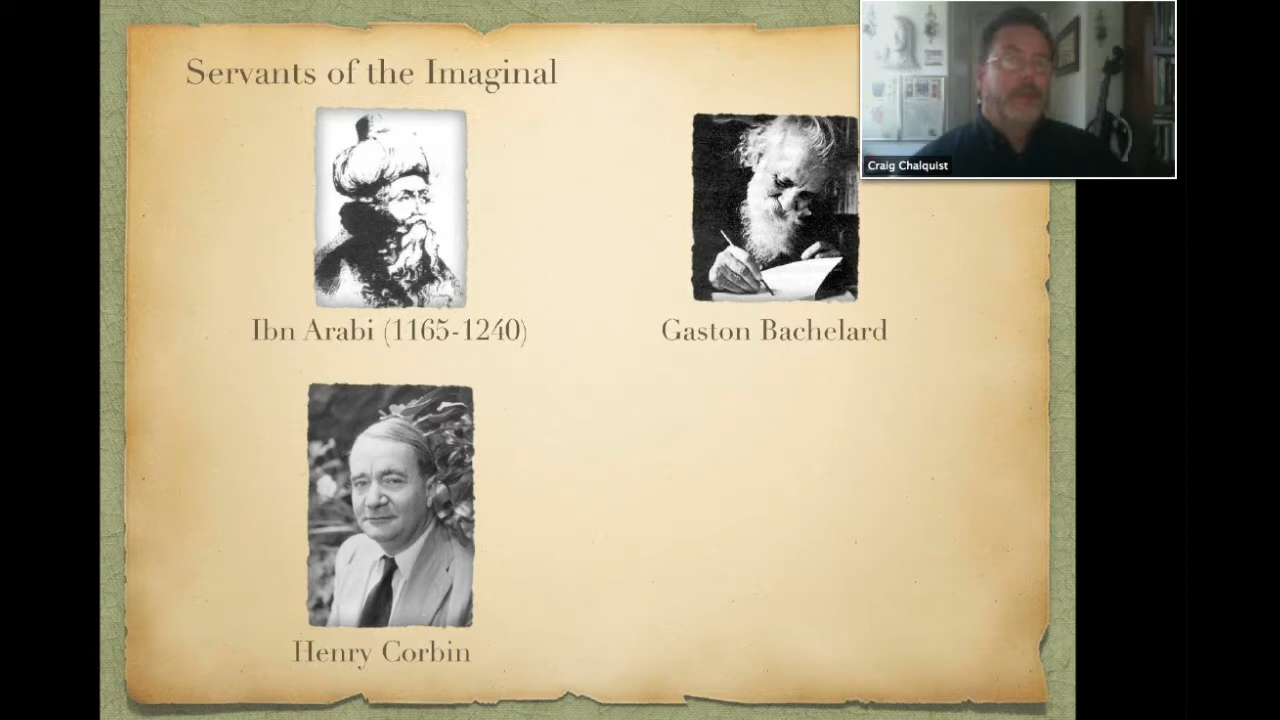 Servants of the Imaginal
Craig Chalquist
Ibn Arabi (1165-1240)
Gaston Bachelard
Henry Corbin